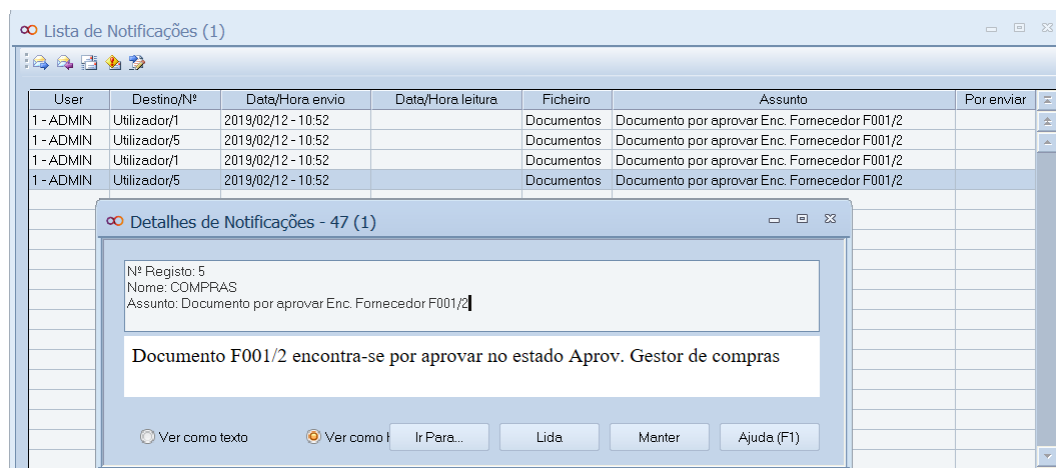 Lista de Notificações (1)
User Destino/Nº Data/Hora envio Data/Hora leitura Ficheiro Assunto Por enviar
1 - ADMIN Utilizador/1 2019/02/12 - 10:52 Documentos Documento por aprovar Enc. Fornecedor F001/2
1 - ADMIN Utilizador/5 2019/02/12 - 10:52 Documentos Documento por aprovar Enc. Fornecedor F001/2
1 - ADMIN Utilizador/1 2019/02/12 - 10:52 Documentos Documento por aprovar Enc. Fornecedor F001/2
1 - ADMIN Utilizador/5 2019/02/12 - 10:52 Documentos Documento por aprovar Enc. Fornecedor F001/2
Detalhes de Notificações - 47 (1)
Nº Registo: 5
Nome: COMPRAS
Assunto: Documento por aprovar Enc. Fornecedor F001/2
Documento F001/2 encontra-se por aprovar no estado Aprov. Gestor de compras
Ver como texto Ver como Ir Para... Lida Manter Ajuda (F1)